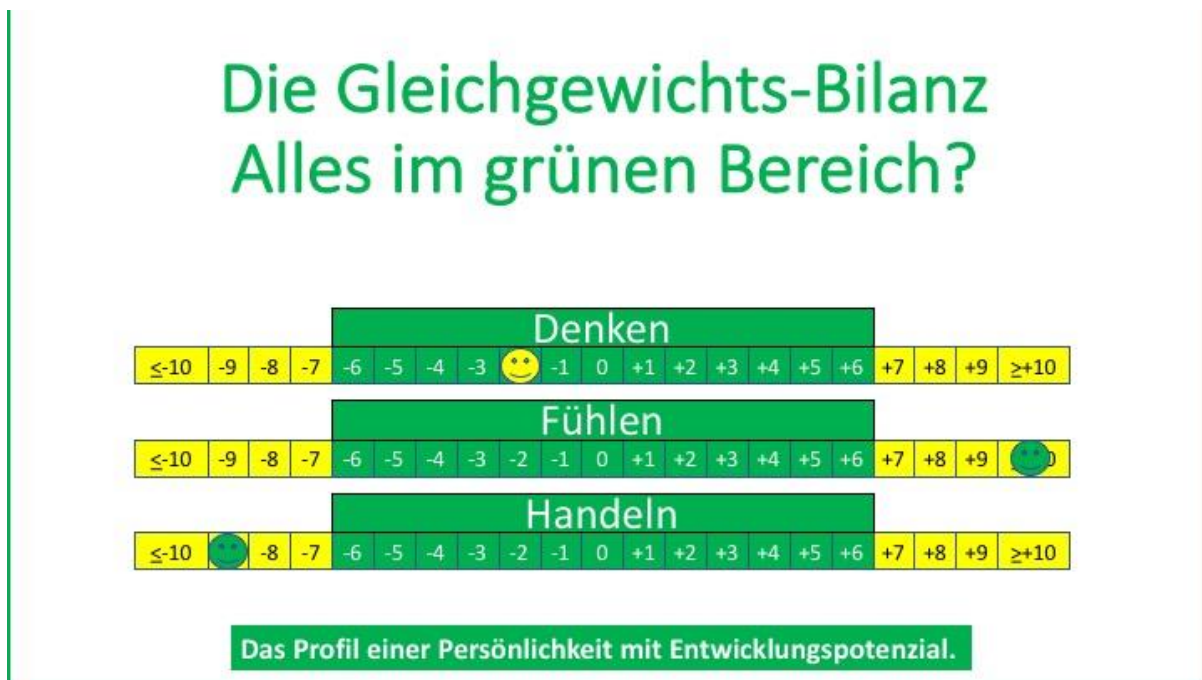 Die Gleichgewichts-Bilanz
Alles im grünen Bereich?
Denken
≤-10 -9 -8 -7 -6 -5 -4 -3 -1 0 +1 +2 +3 +4 +5 +6 +7 +8 +9 ≥+10
Fühlen
≤-10 -9 -8 -7 -6 -5 -4 -3 -2 -1 0 +1 +2 +3 +4 +5 +6 +7 +8 +9
Handeln
≤-10 -8 -7 -6 -5 -4 -3 -2 -1 0 +1 +2 +3 +4 +5 +6 +7 +8 +9 ≥+10
Das Profil einer Persönlichkeit mit Entwicklungspotenzial.